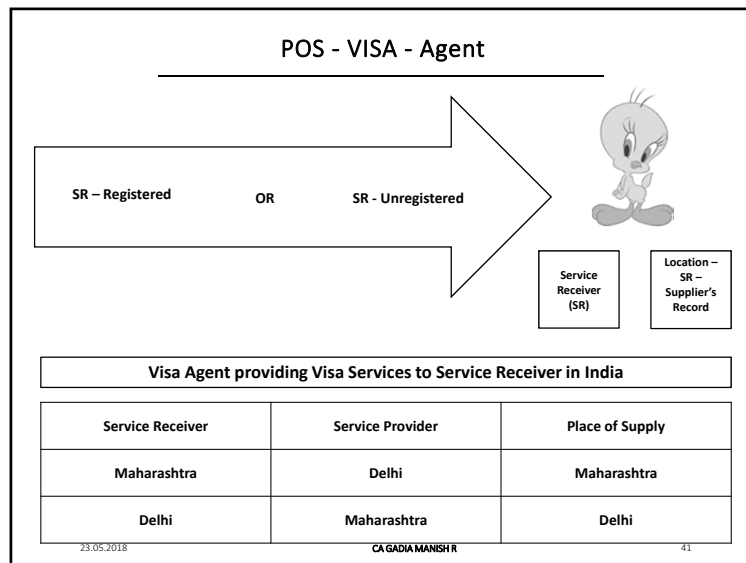 POS - VISA - Agent
SR – Registered OR SR - Unregistered
Service
Receiver
(SR)
Location –
SR –
Supplier's
Record
Visa Agent providing Visa Services to Service Receiver in India
Service Receiver Service Provider Place of Supply
Maharashtra Delhi Maharashtra
Delhi Maharashtra Delhi
23.05.2018 CA GADIA MANISH R 41